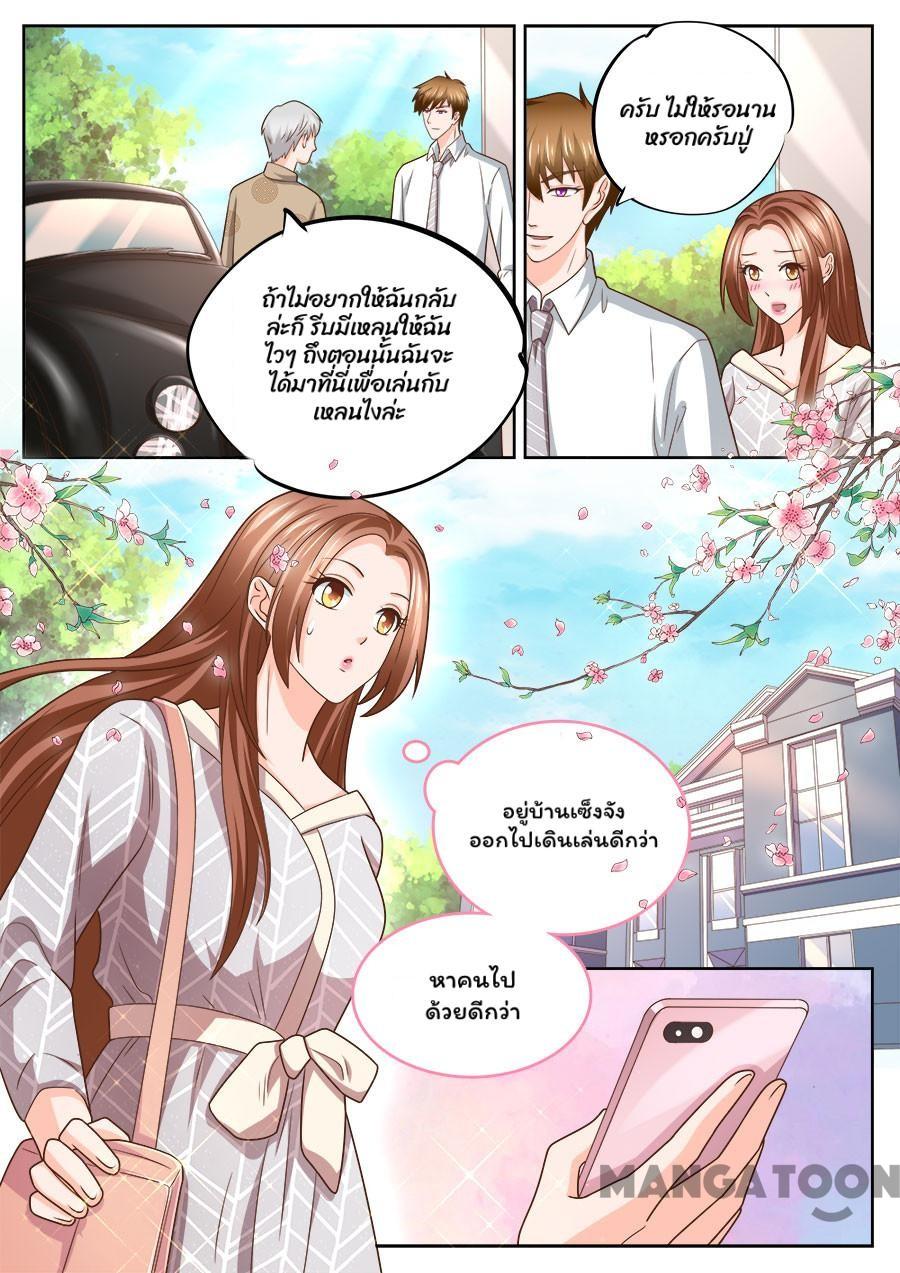 ถ้าไม่อยากให้ฉันกลับ
ล่ะก็ รีบมีเหลนให้ฉัน
ไวๆ ถึงตอนนั้นฉันจะ
ได้มาที่นี่เพื่อเล่นกับ
เหลนไงล่ะ
ครับ ไม่ให้รอนาน
หรอกครับปู่
อยู่บ้านเซ็งจัง
ออกไปเดินเล่นดีกว่า
หาคนไป
ด้วยดีกว่า
MANGATOON